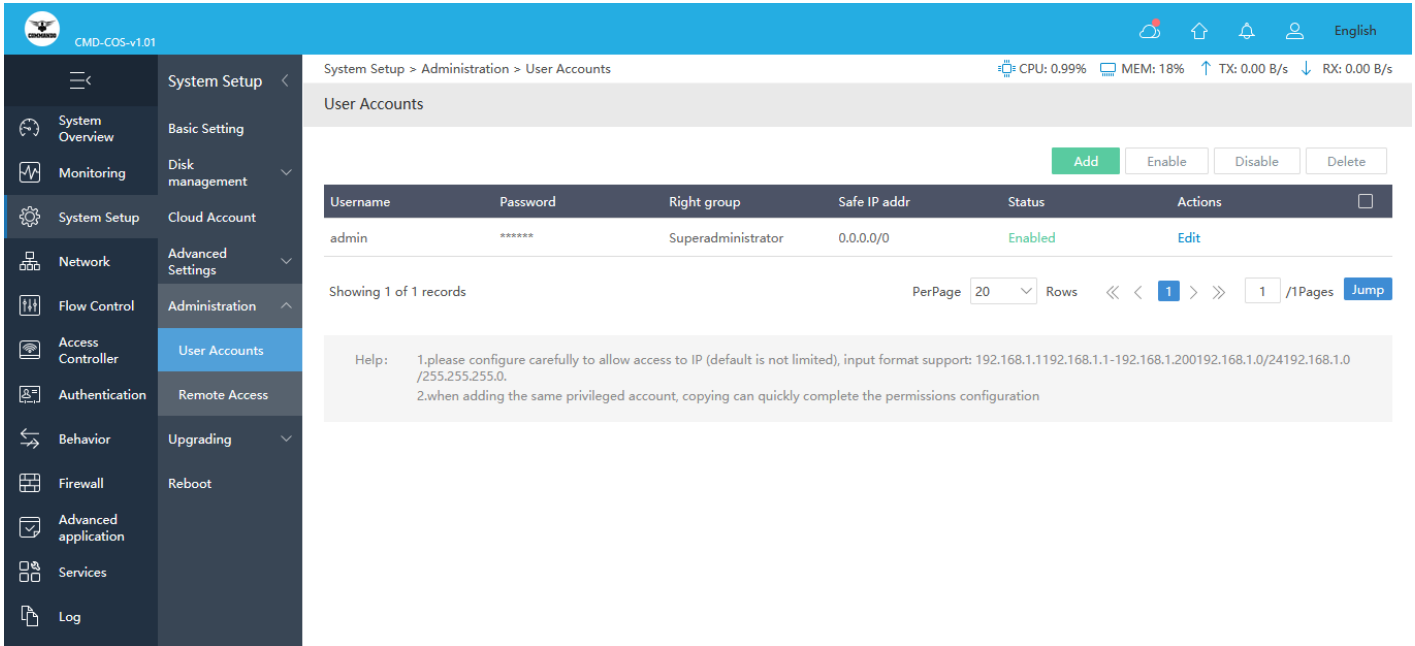 COMMANDO
CMD-COS-v1.01
English
System Setup
System Setup > Administration > User Accounts
CPU: 0.99%
MEM: 18%
TX: 0.00 B/s
RX: 0.00 B/s
User Accounts
System
Overview
Monitoring
System Setup
Network
Flow Control
Access
Controller
Authentication
Behavior
Firewall
Advanced
application
Services
Log
Basic Setting
Disk
management
Cloud Account
Advanced
Settings
Administration
User Accounts
Remote Access
Upgrading
Reboot
Add
Enable
Disable
Delete
Username Password Right group Safe IP addr Status Actions
admin ****** Superadministrator 0.0.0.0/0 Enabled Edit
Showing 1 of 1 records
PerPage 20 Rows
1
1 /1Pages Jump
Help: 1.please configure carefully to allow access to IP (default is not limited), input format support: 192.168.1.1192.168.1.1-192.168.1.200192.168.1.0/24192.168.1.0
/255.255.255.0.
2.when adding the same privileged account, copying can quickly complete the permissions configuration